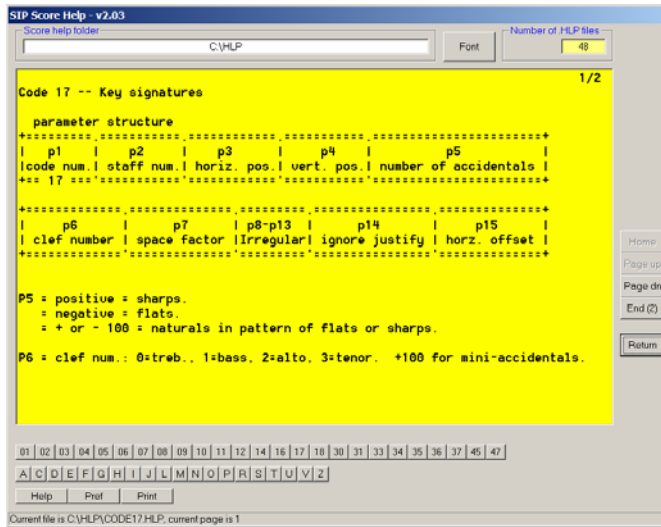 SIP Score Help - v2.03
Score help folder
Number of .HLP files
C:\HLP
Font
48
1/2
Code 17 -- Key signatures
parameter structure
+=========.===========.============.===========.=======================+
| p1 | p2 | p3 | p4 | p5 |
|code num.| staff num.| horiz. pos.| vert. pos.| number of accidentals |
+== 17 ==='==========='============'==========='=======================+
+============.=============.=========.================.===============+
| p6 | p7 | p8-p13 | p14 | p15 |
| clef number | space factor |Irregular| ignore justify | horz. offset |
+============'============='========='================'===============+
P5 = positive = sharps.
= negative = flats.
= + or - 100 = naturals in pattern of flats or sharps.
P6 = clef num.: 0=treb., 1=bass, 2=alto, 3=tenor. +100 for mini-accidentals.
Home
Page up
Page dn
End (2)
Return
01 02 03 04 05 06 07 08 09 10 11 12 14 16 17 18 30 31 33 34 35 36 37 45 47
A C D E F G H I J L M N O P R S T U V Z
Help Pref Print
Current file is C:\HLP\CODE17.HLP, current page is 1